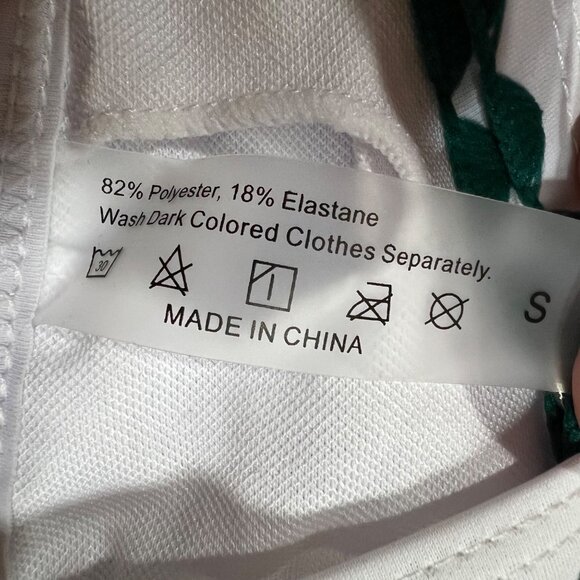 82% Polyester, 18% Elastane
Wash Dark Colored Clothes Separately.
30
S
MADE IN CHINA